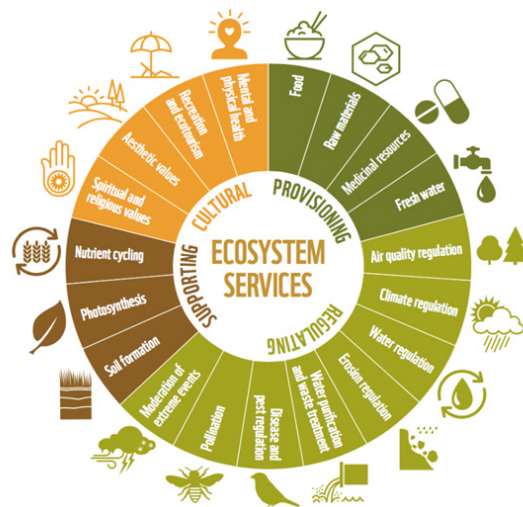 ECOSYSTEM
SERVICES
PROVISIONING
Food
Raw materials
Medicinal resources
Fresh water
REGULATING
Air quality regulation
Climate regulation
Water regulation
Erosion regulation
Water purification
and waste treatment
Disease and
pest regulation
Pollination
Moderation of
extreme events
SUPPORTING
Soil formation
Photosynthesis
Nutrient cycling
CULTURAL
Spiritual and
religious values
Aesthetic values
Recreation
and ecotourism
Mental and
physical health